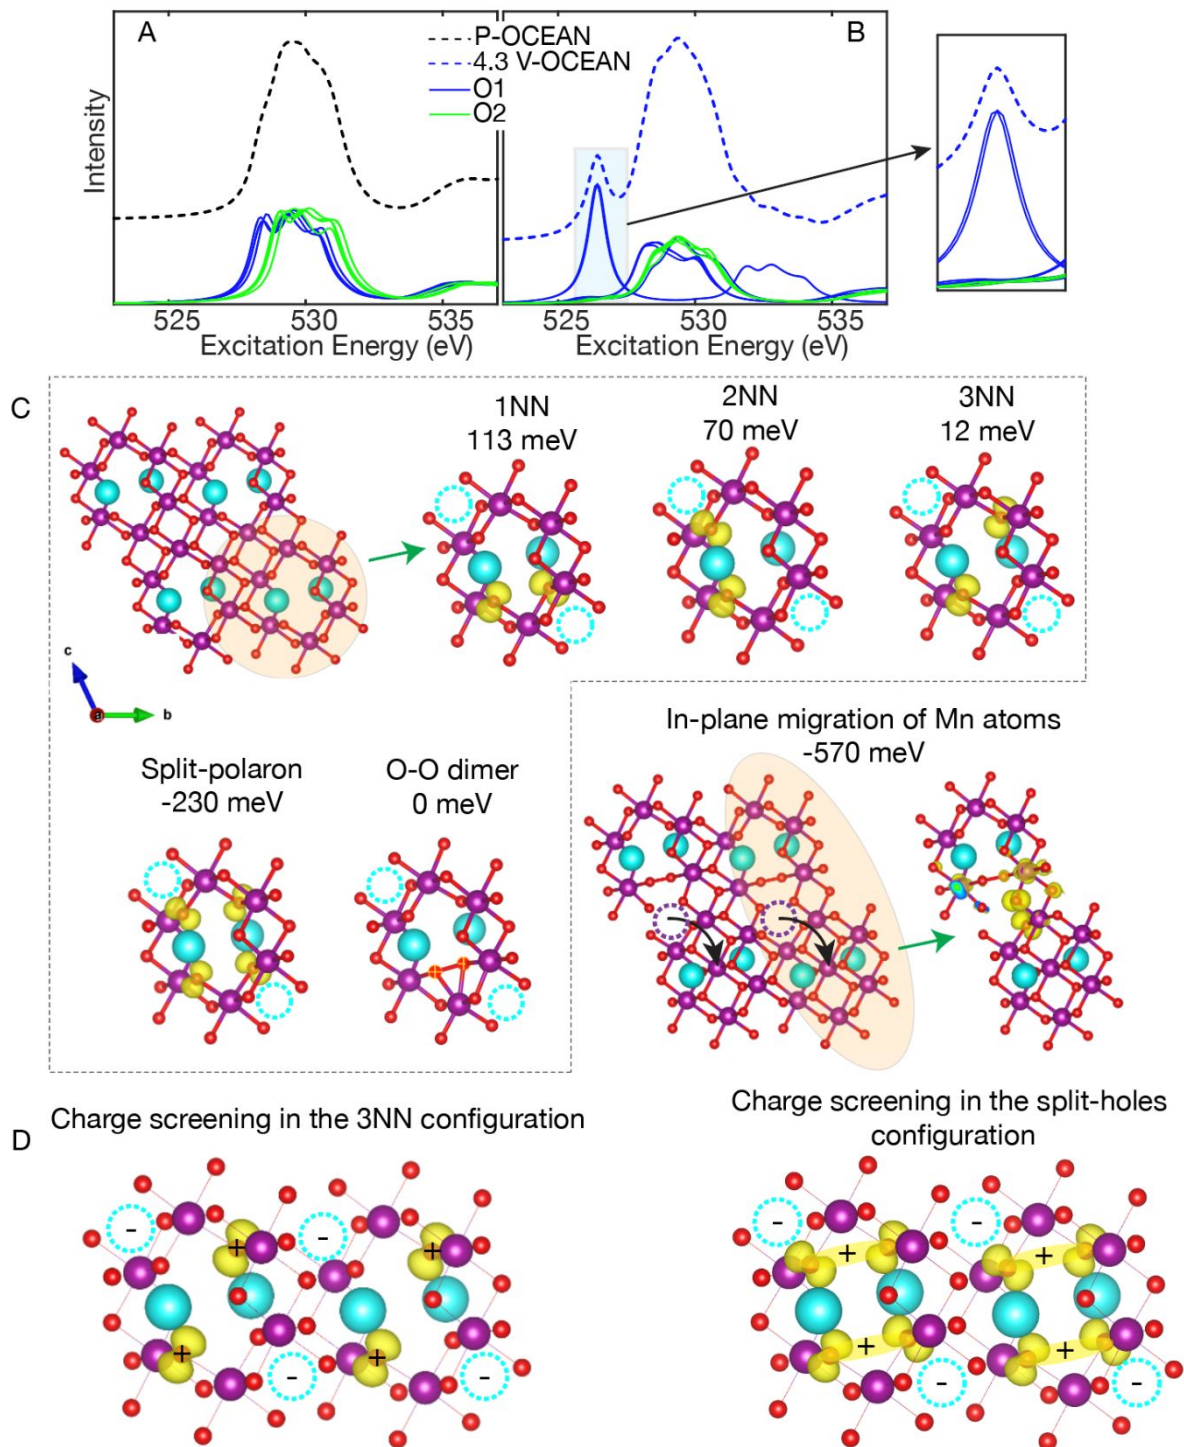 A
P-OCEAN
4.3 V-OCEAN
O1
O2
B
Intensity
525
530
535
Excitation Energy (eV)
525
530
535
Excitation Energy (eV)
C
1NN
113 meV
2NN
70 meV
3NN
12 meV
c
a
b
Split-polaron
-230 meV
O-O dimer
0 meV
In-plane migration of Mn atoms
-570 meV
D
Charge screening in the 3NN configuration
Charge screening in the split-holes
configuration
- + - +
+ - + -
- + - +
+ - + -